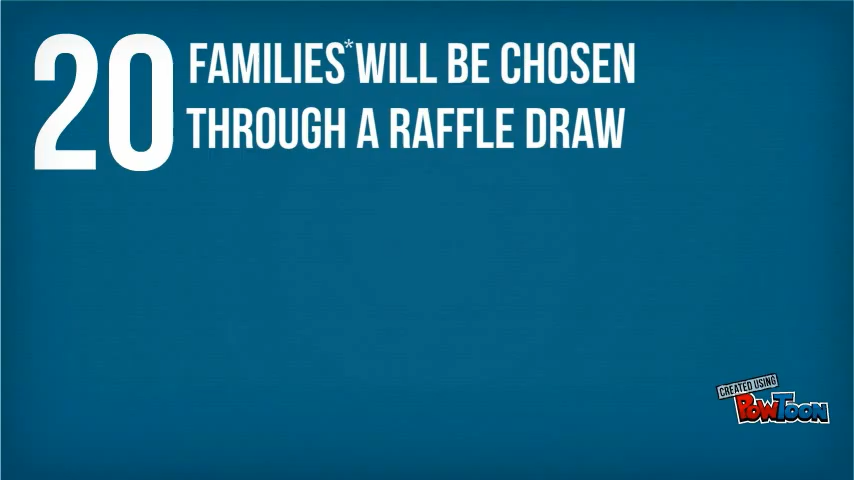 20 FAMILIES* WILL BE CHOSEN
THROUGH A RAFFLE DRAW
CREATED USING
POWTOON